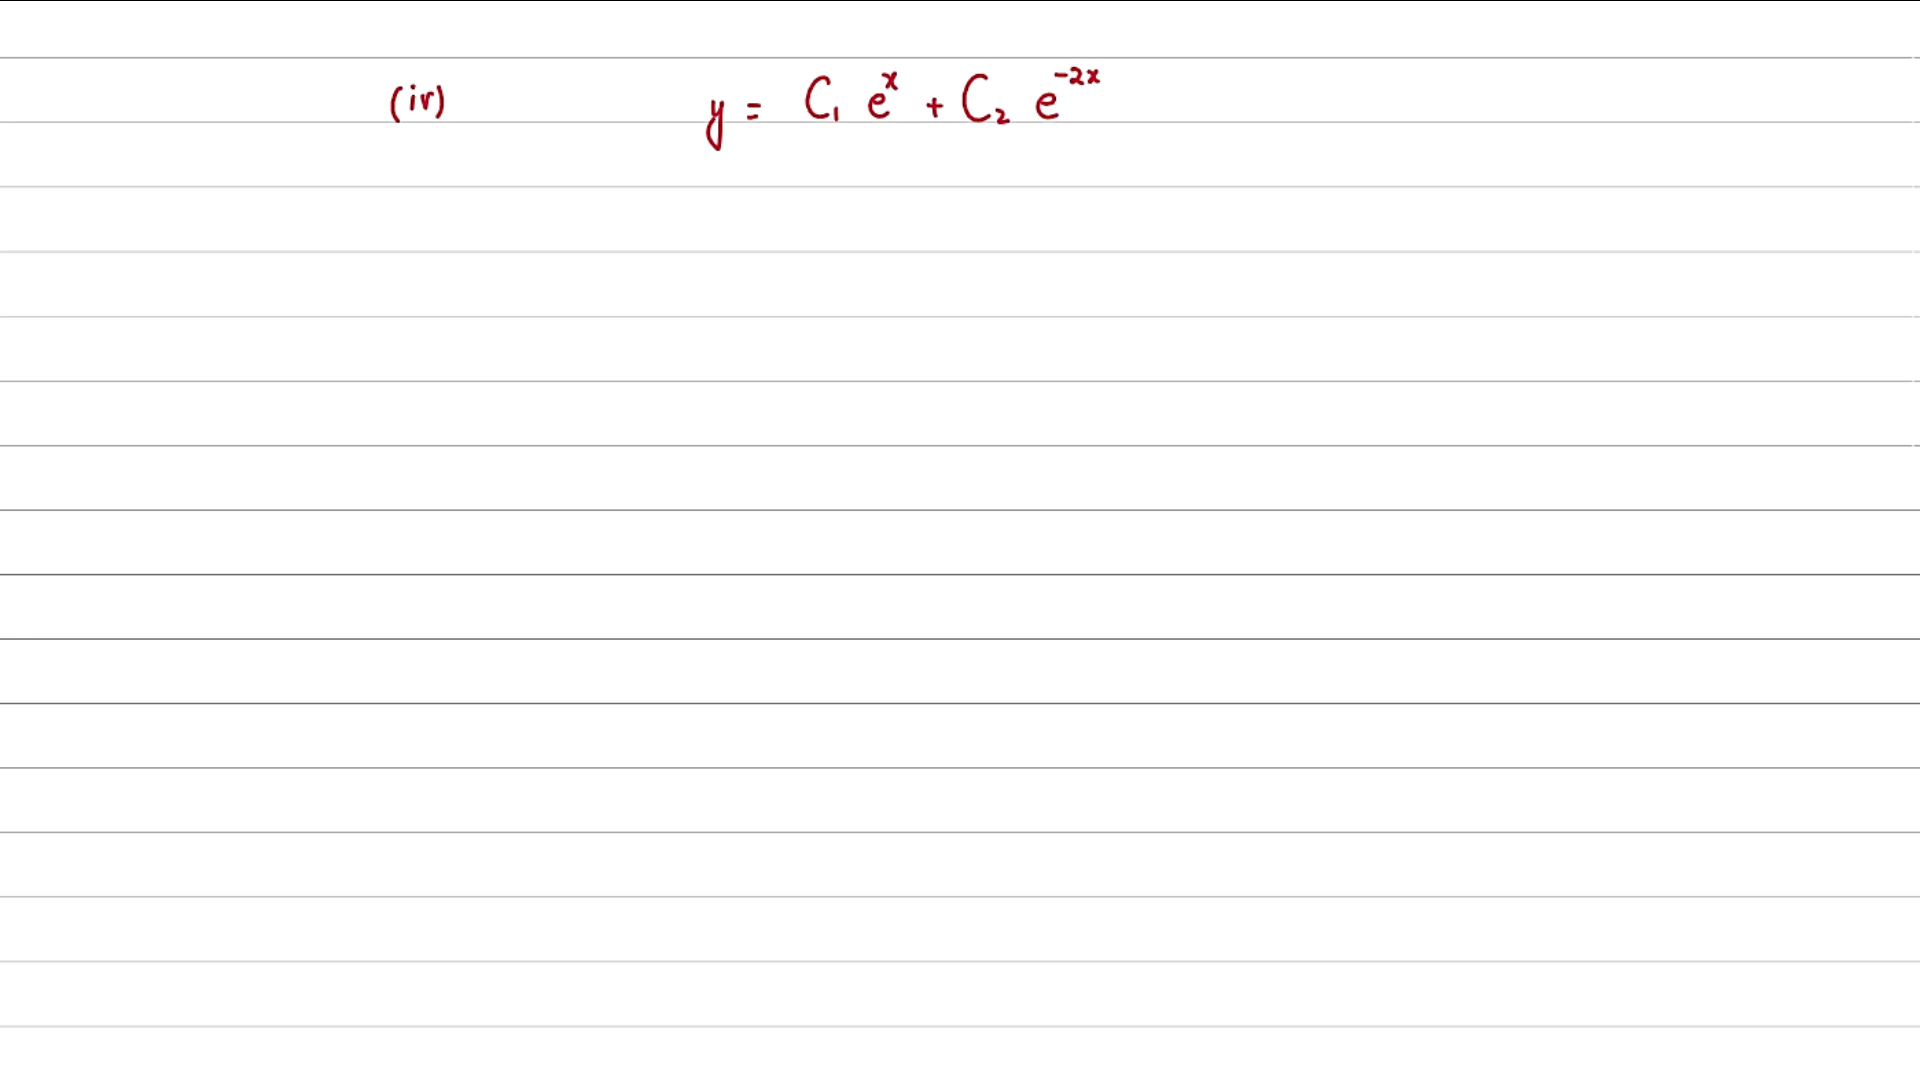 (iv) y = C₁ eˣ + C₂ e⁻²ˣ